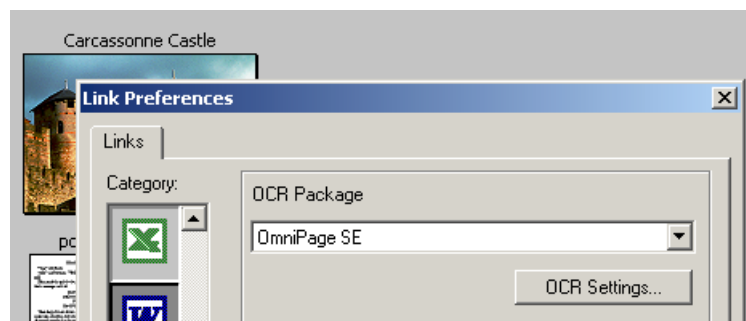 Carcassonne Castle
Link Preferences
Links
Category:
OCR Package
OmniPage SE
OCR Settings...